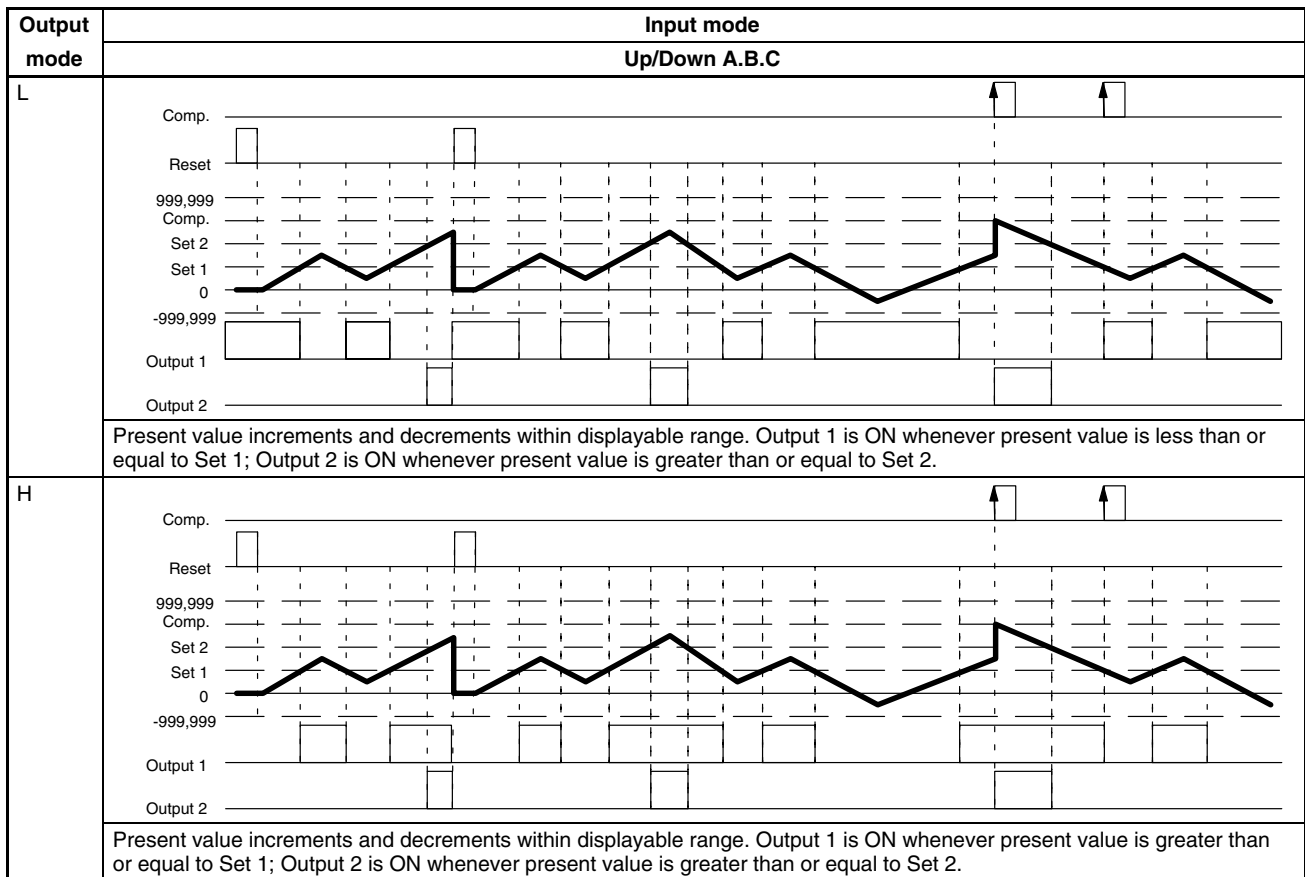 Output
mode
Input mode
Up/Down A.B.C
L
Comp.
Reset
999,999
Comp.
Set 2
Set 1
0
-999,999
Output 1
Output 2
Present value increments and decrements within displayable range. Output 1 is ON whenever present value is less than or
equal to Set 1; Output 2 is ON whenever present value is greater than or equal to Set 2.
H
Comp.
Reset
999,999
Comp.
Set 2
Set 1
0
-999,999
Output 1
Output 2
Present value increments and decrements within displayable range. Output 1 is ON whenever present value is greater than
or equal to Set 1; Output 2 is ON whenever present value is greater than or equal to Set 2.